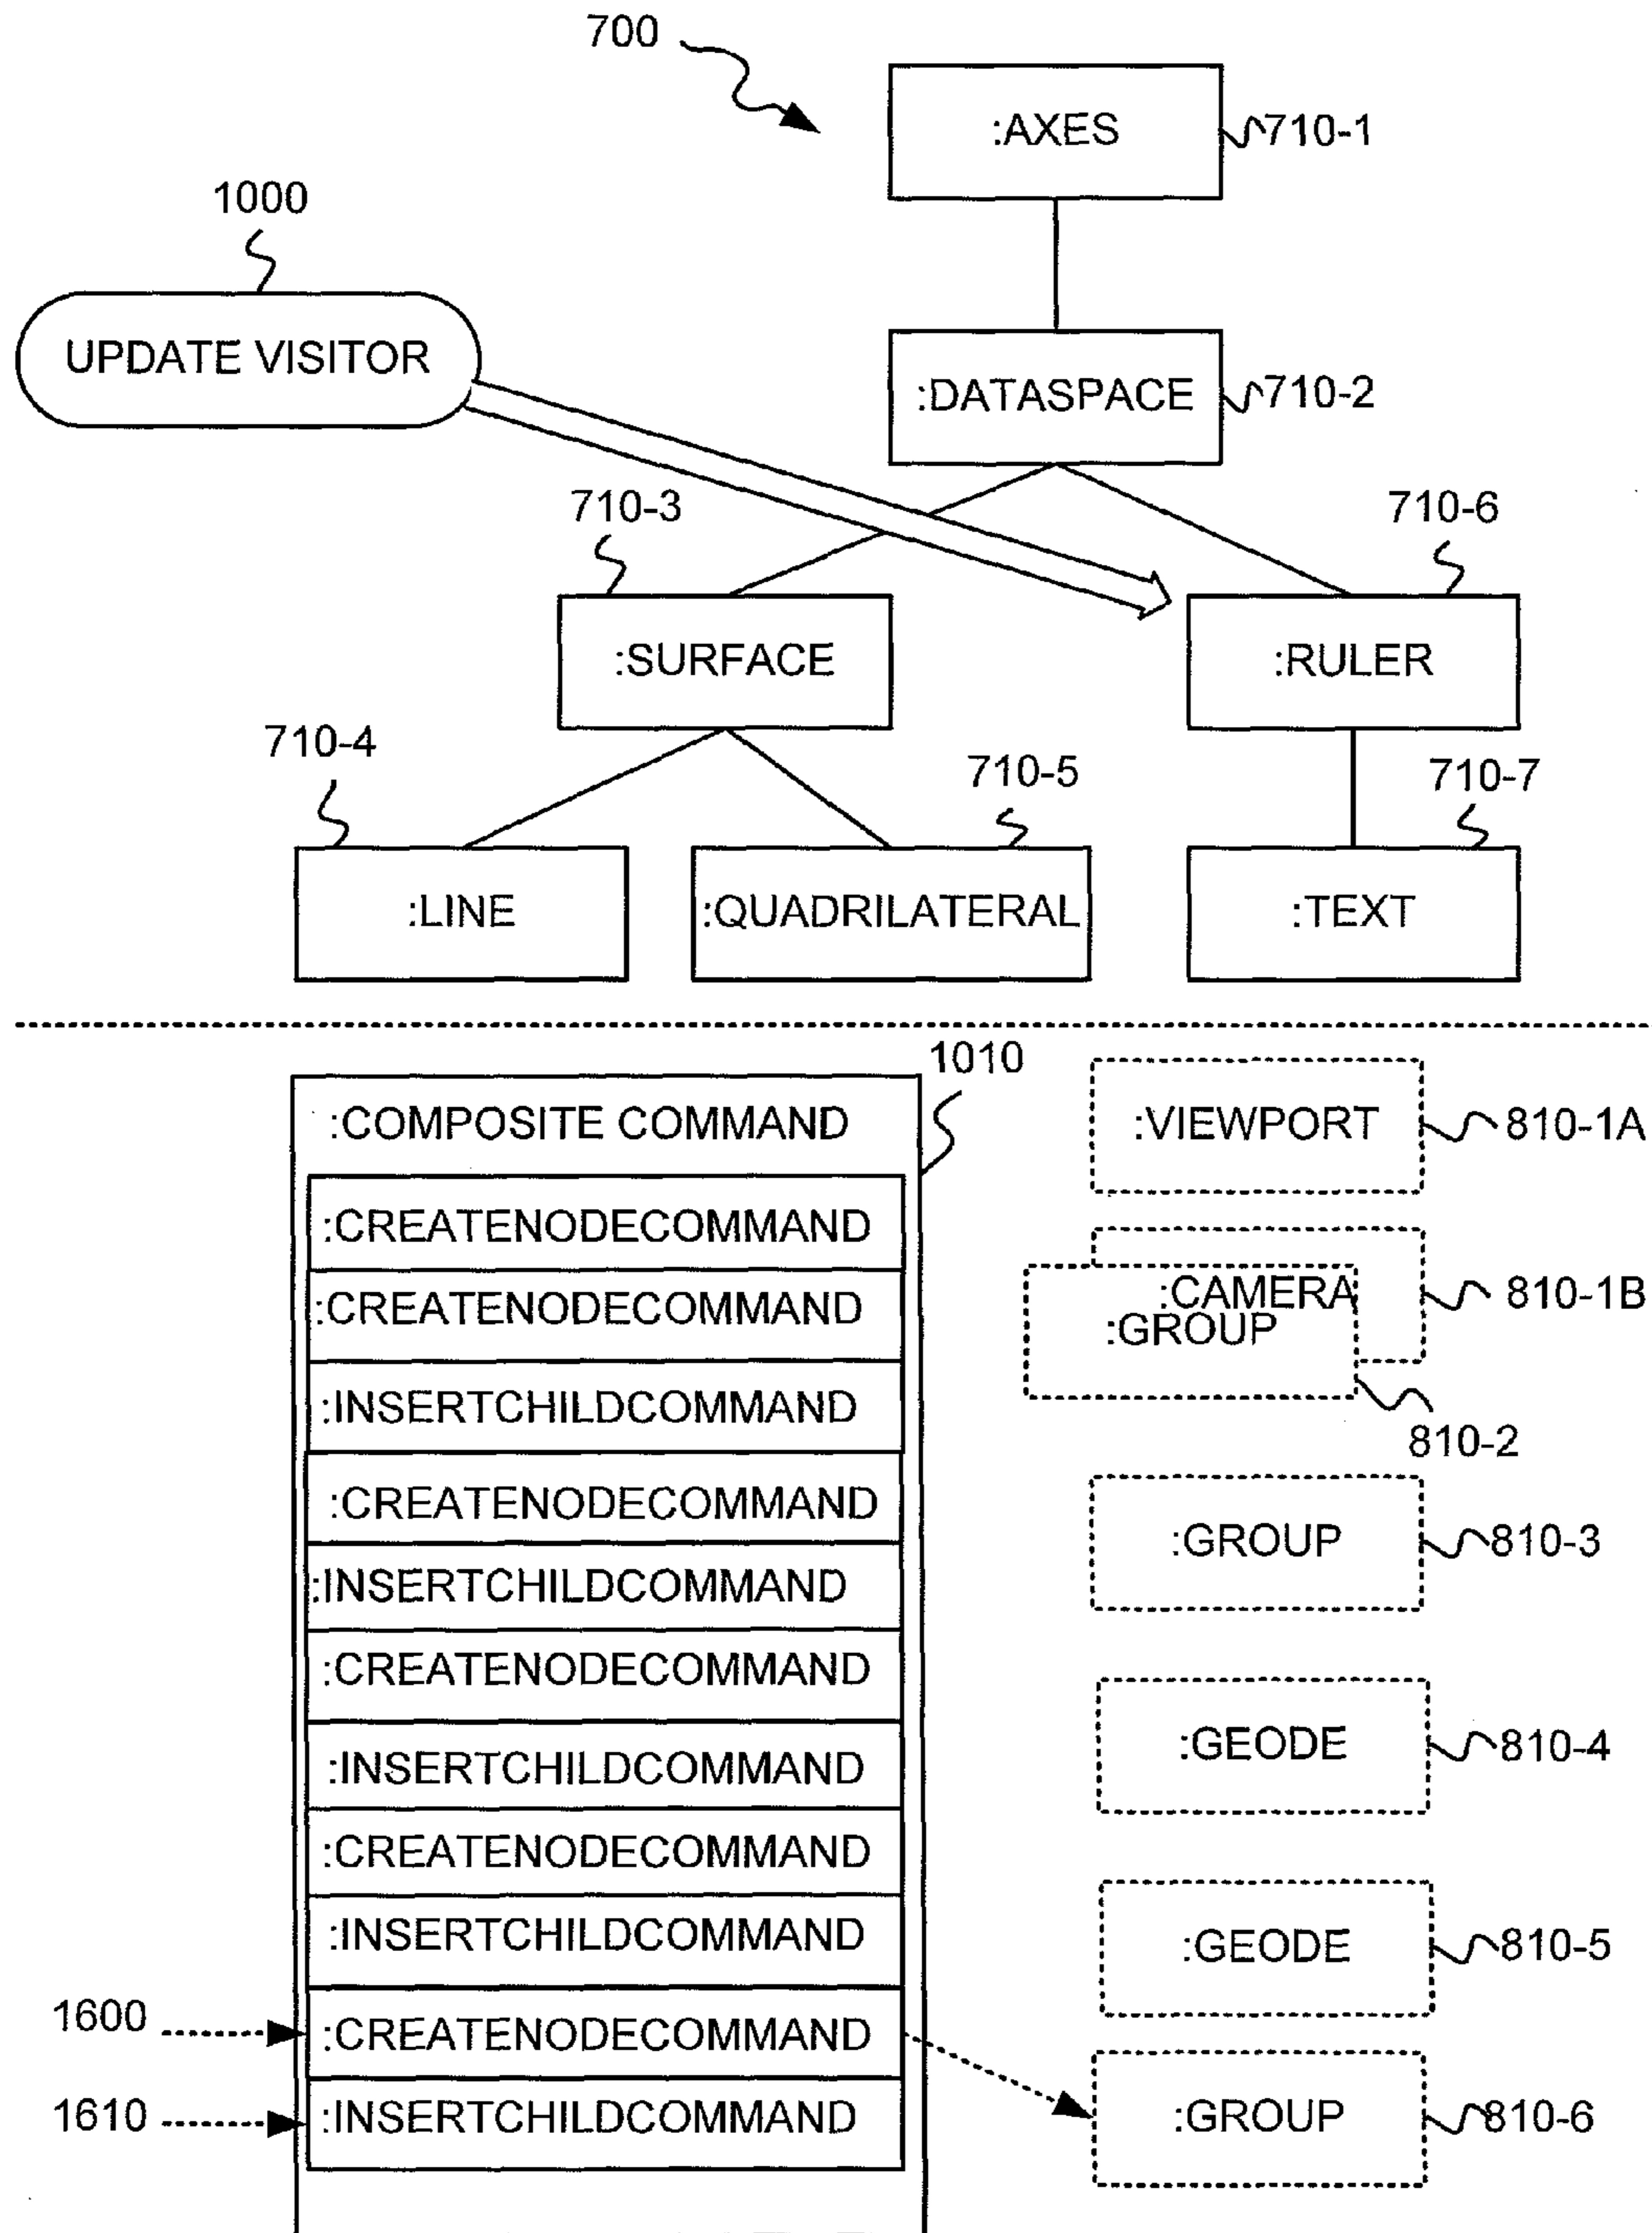 700
:AXES
710-1
1000
UPDATE VISITOR
:DATASPACE
710-2
710-3
710-6
:SURFACE
:RULER
710-4
710-5
710-7
:LINE
:QUADRILATERAL
:TEXT
1010
:COMPOSITE COMMAND
:VIEWPORT
810-1A
:CREATENODECOMMAND
:CREATENODECOMMAND
:CAMERA
810-1B
:GROUP
:INSERTCHILDCOMMAND
810-2
:CREATENODECOMMAND
:GROUP
810-3
:INSERTCHILDCOMMAND
:CREATENODECOMMAND
:INSERTCHILDCOMMAND
:GEODE
810-4
:CREATENODECOMMAND
:INSERTCHILDCOMMAND
:GEODE
810-5
1600
:CREATENODECOMMAND
1610
:INSERTCHILDCOMMAND
:GROUP
810-6